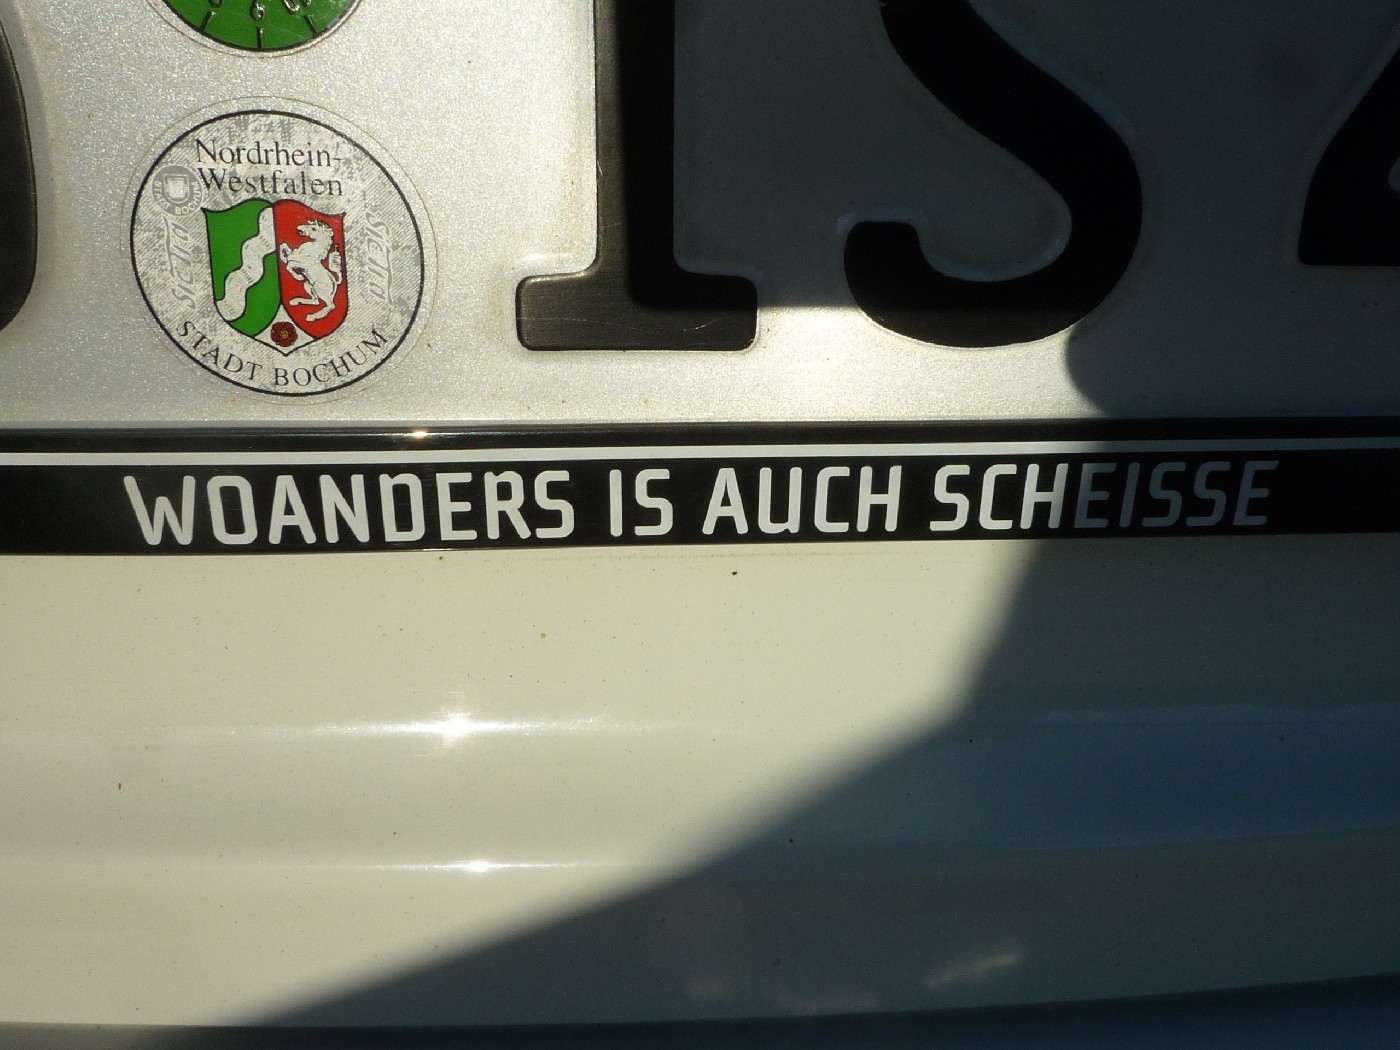 Nordrhein-
Westfalen
STADT BOCHUM
IS
WOANDERS IS AUCH SCHEISSE